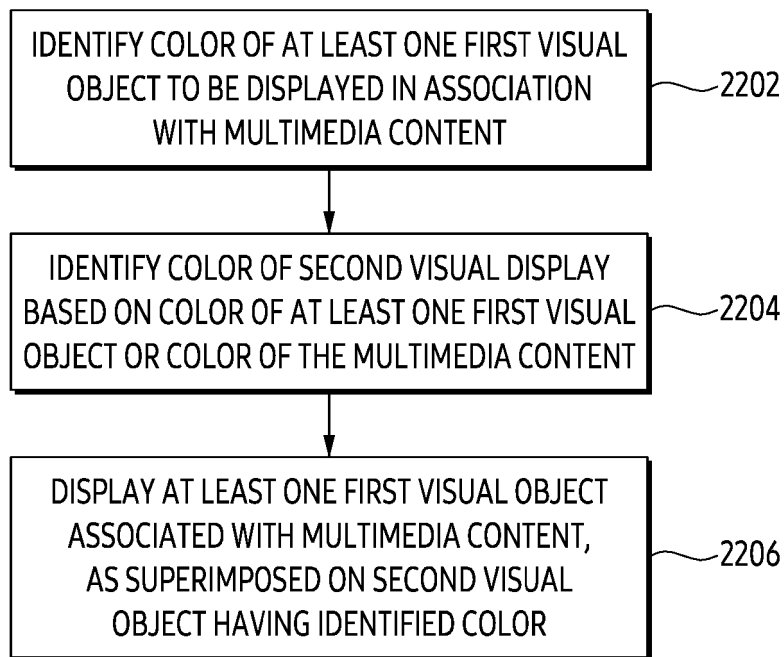 IDENTIFY COLOR OF AT LEAST ONE FIRST VISUAL
OBJECT TO BE DISPLAYED IN ASSOCIATION
WITH MULTIMEDIA CONTENT
2202
IDENTIFY COLOR OF SECOND VISUAL DISPLAY
BASED ON COLOR OF AT LEAST ONE FIRST VISUAL
OBJECT OR COLOR OF THE MULTIMEDIA CONTENT
2204
DISPLAY AT LEAST ONE FIRST VISUAL OBJECT
ASSOCIATED WITH MULTIMEDIA CONTENT,
AS SUPERIMPOSED ON SECOND VISUAL
OBJECT HAVING IDENTIFIED COLOR
2206